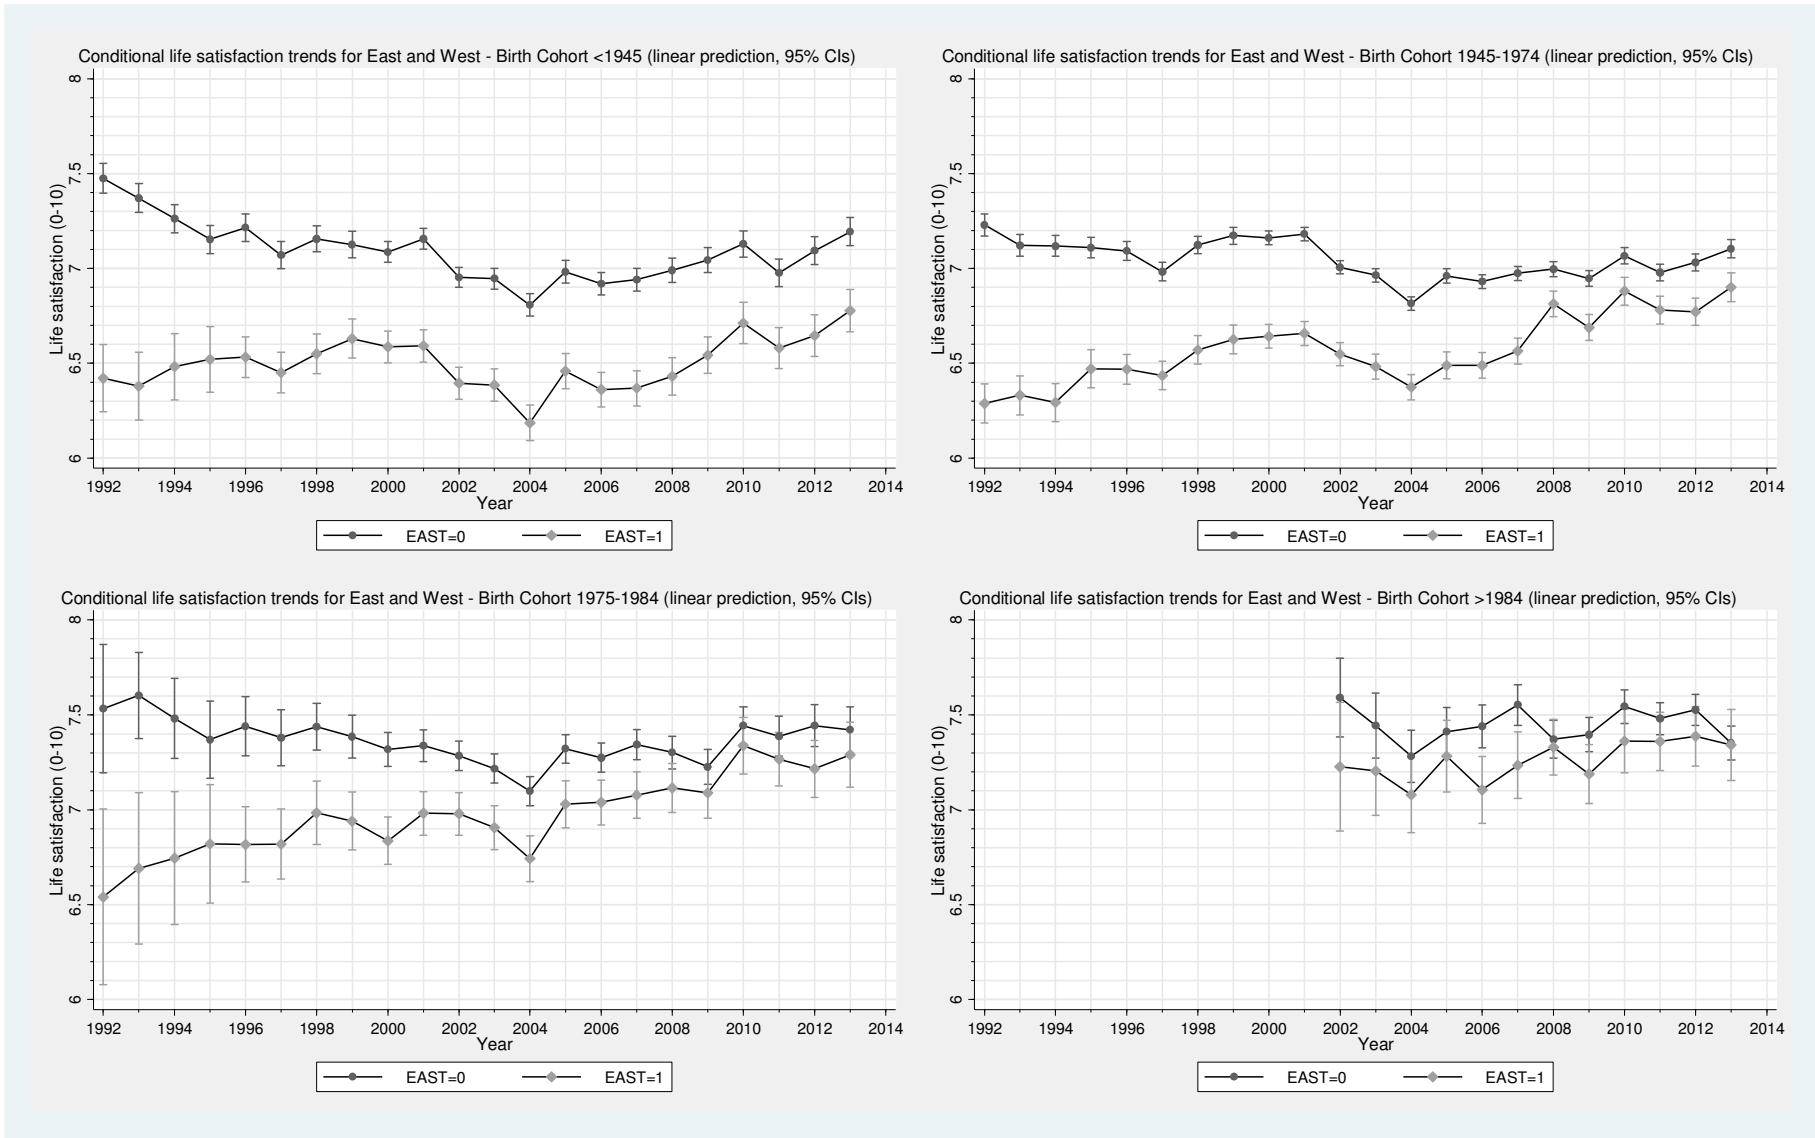 Conditional life satisfaction trends for East and West - Birth Cohort <1945 (linear prediction, 95% CIs)
8
7.5
7
6.5
6
Life satisfaction (0-10)
1992 1994 1996 1998 2000 2002 2004 2006 2008 2010 2012 2014
Year
EAST=0 EAST=1
Conditional life satisfaction trends for East and West - Birth Cohort 1945-1974 (linear prediction, 95% CIs)
8
7.5
7
6.5
6
Life satisfaction (0-10)
1992 1994 1996 1998 2000 2002 2004 2006 2008 2010 2012 2014
Year
EAST=0 EAST=1
Conditional life satisfaction trends for East and West - Birth Cohort 1975-1984 (linear prediction, 95% CIs)
8
7.5
7
6.5
6
Life satisfaction (0-10)
1992 1994 1996 1998 2000 2002 2004 2006 2008 2010 2012 2014
Year
EAST=0 EAST=1
Conditional life satisfaction trends for East and West - Birth Cohort >1984 (linear prediction, 95% CIs)
8
7.5
7
6.5
6
Life satisfaction (0-10)
1992 1994 1996 1998 2000 2002 2004 2006 2008 2010 2012 2014
Year
EAST=0 EAST=1